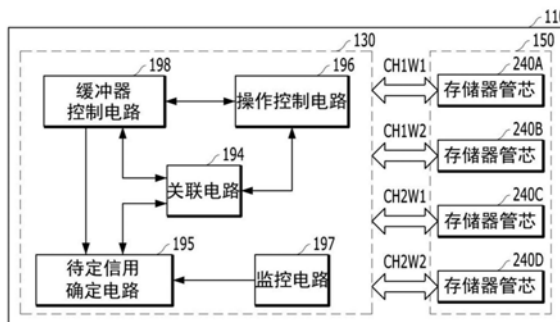 130
150
198
缓冲器
控制电路
196
操作控制电路
194
关联电路
195
待定信用
确定电路
197
监控电路
CH1W1
240A
存储器管芯
CH1W2
240B
存储器管芯
CH2W1
240C
存储器管芯
CH2W2
240D
存储器管芯